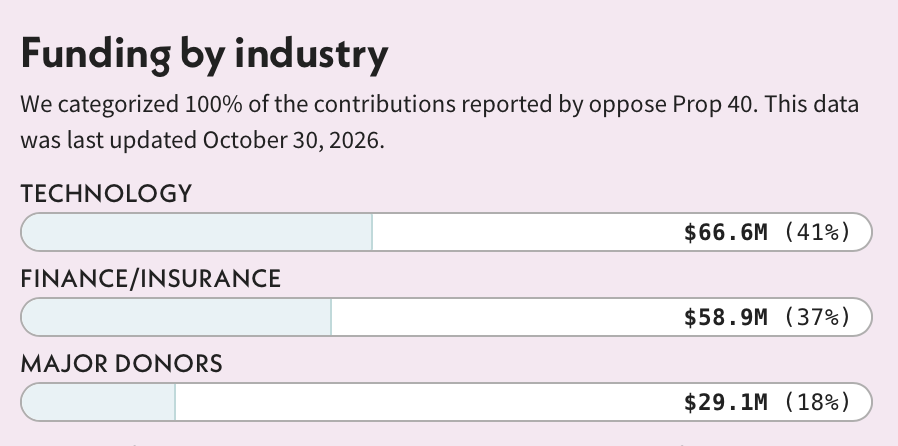 Funding by industry
We categorized 100% of the contributions reported by oppose Prop 40. This data
was last updated October 30, 2026.
TECHNOLOGY
$66.6M (41%)
FINANCE/INSURANCE
$58.9M (37%)
MAJOR DONORS
$29.1M (18%)